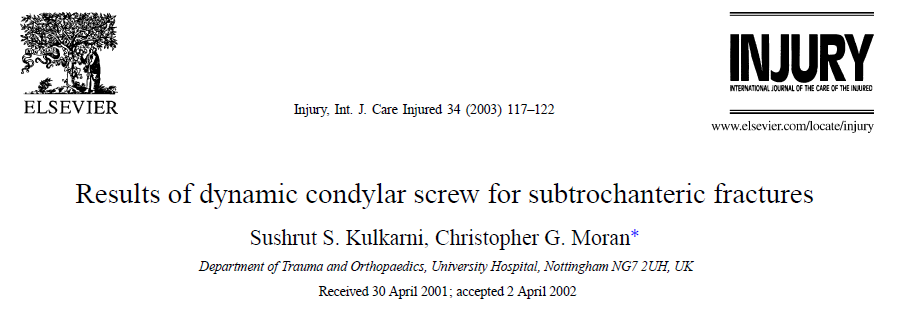 ELSEVIER
Injury, Int. J. Care Injured 34 (2003) 117–122
INJURY
INTERNATIONAL JOURNAL OF THE CARE OF THE INJURED
www.elsevier.com/locate/injury
Results of dynamic condylar screw for subtrochanteric fractures
Sushrut S. Kulkarni, Christopher G. Moran*
Department of Trauma and Orthopaedics, University Hospital, Nottingham NG7 2UH, UK
Received 30 April 2001; accepted 2 April 2002